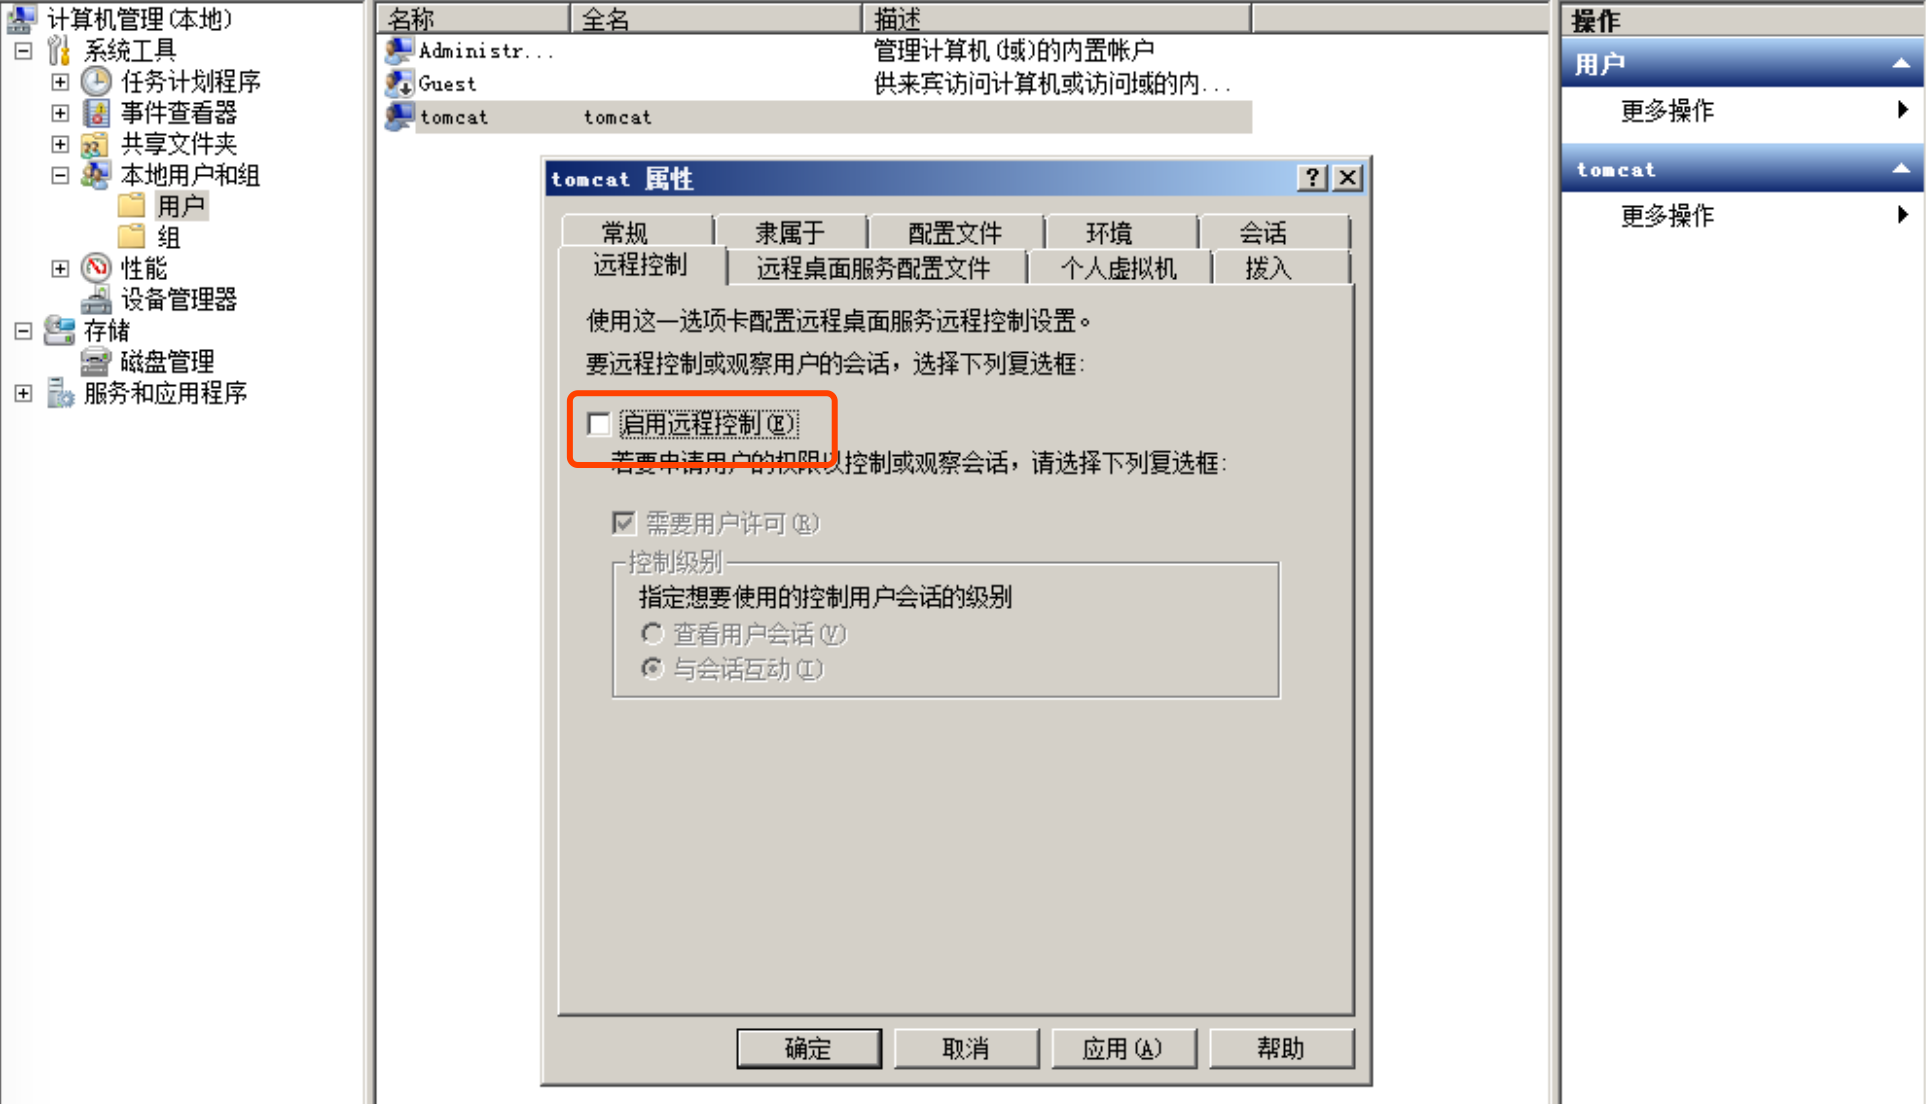 计算机管理(本地)
系统工具
任务计划程序
事件查看器
共享文件夹
本地用户和组
用户
组
性能
设备管理器
存储
磁盘管理
服务和应用程序
名称 全名 描述
Administr... 管理计算机(域)的内置帐户
Guest 供来宾访问计算机或访问域的内...
tomcat tomcat
tomcat 属性
常规 隶属于 配置文件 环境 会话
远程控制 远程桌面服务配置文件 个人虚拟机 拨入
使用这一选项卡配置远程桌面服务远程控制设置。
要远程控制或观察用户的会话，选择下列复选框:
启用远程控制(E)
若要申请用户的权限以控制或观察会话，请选择下列复选框:
需要用户许可(R)
控制级别
指定想要使用的控制用户会话的级别
查看用户会话(V)
与会话互动(I)
确定 取消 应用(A) 帮助
操作
用户
更多操作
tomcat
更多操作